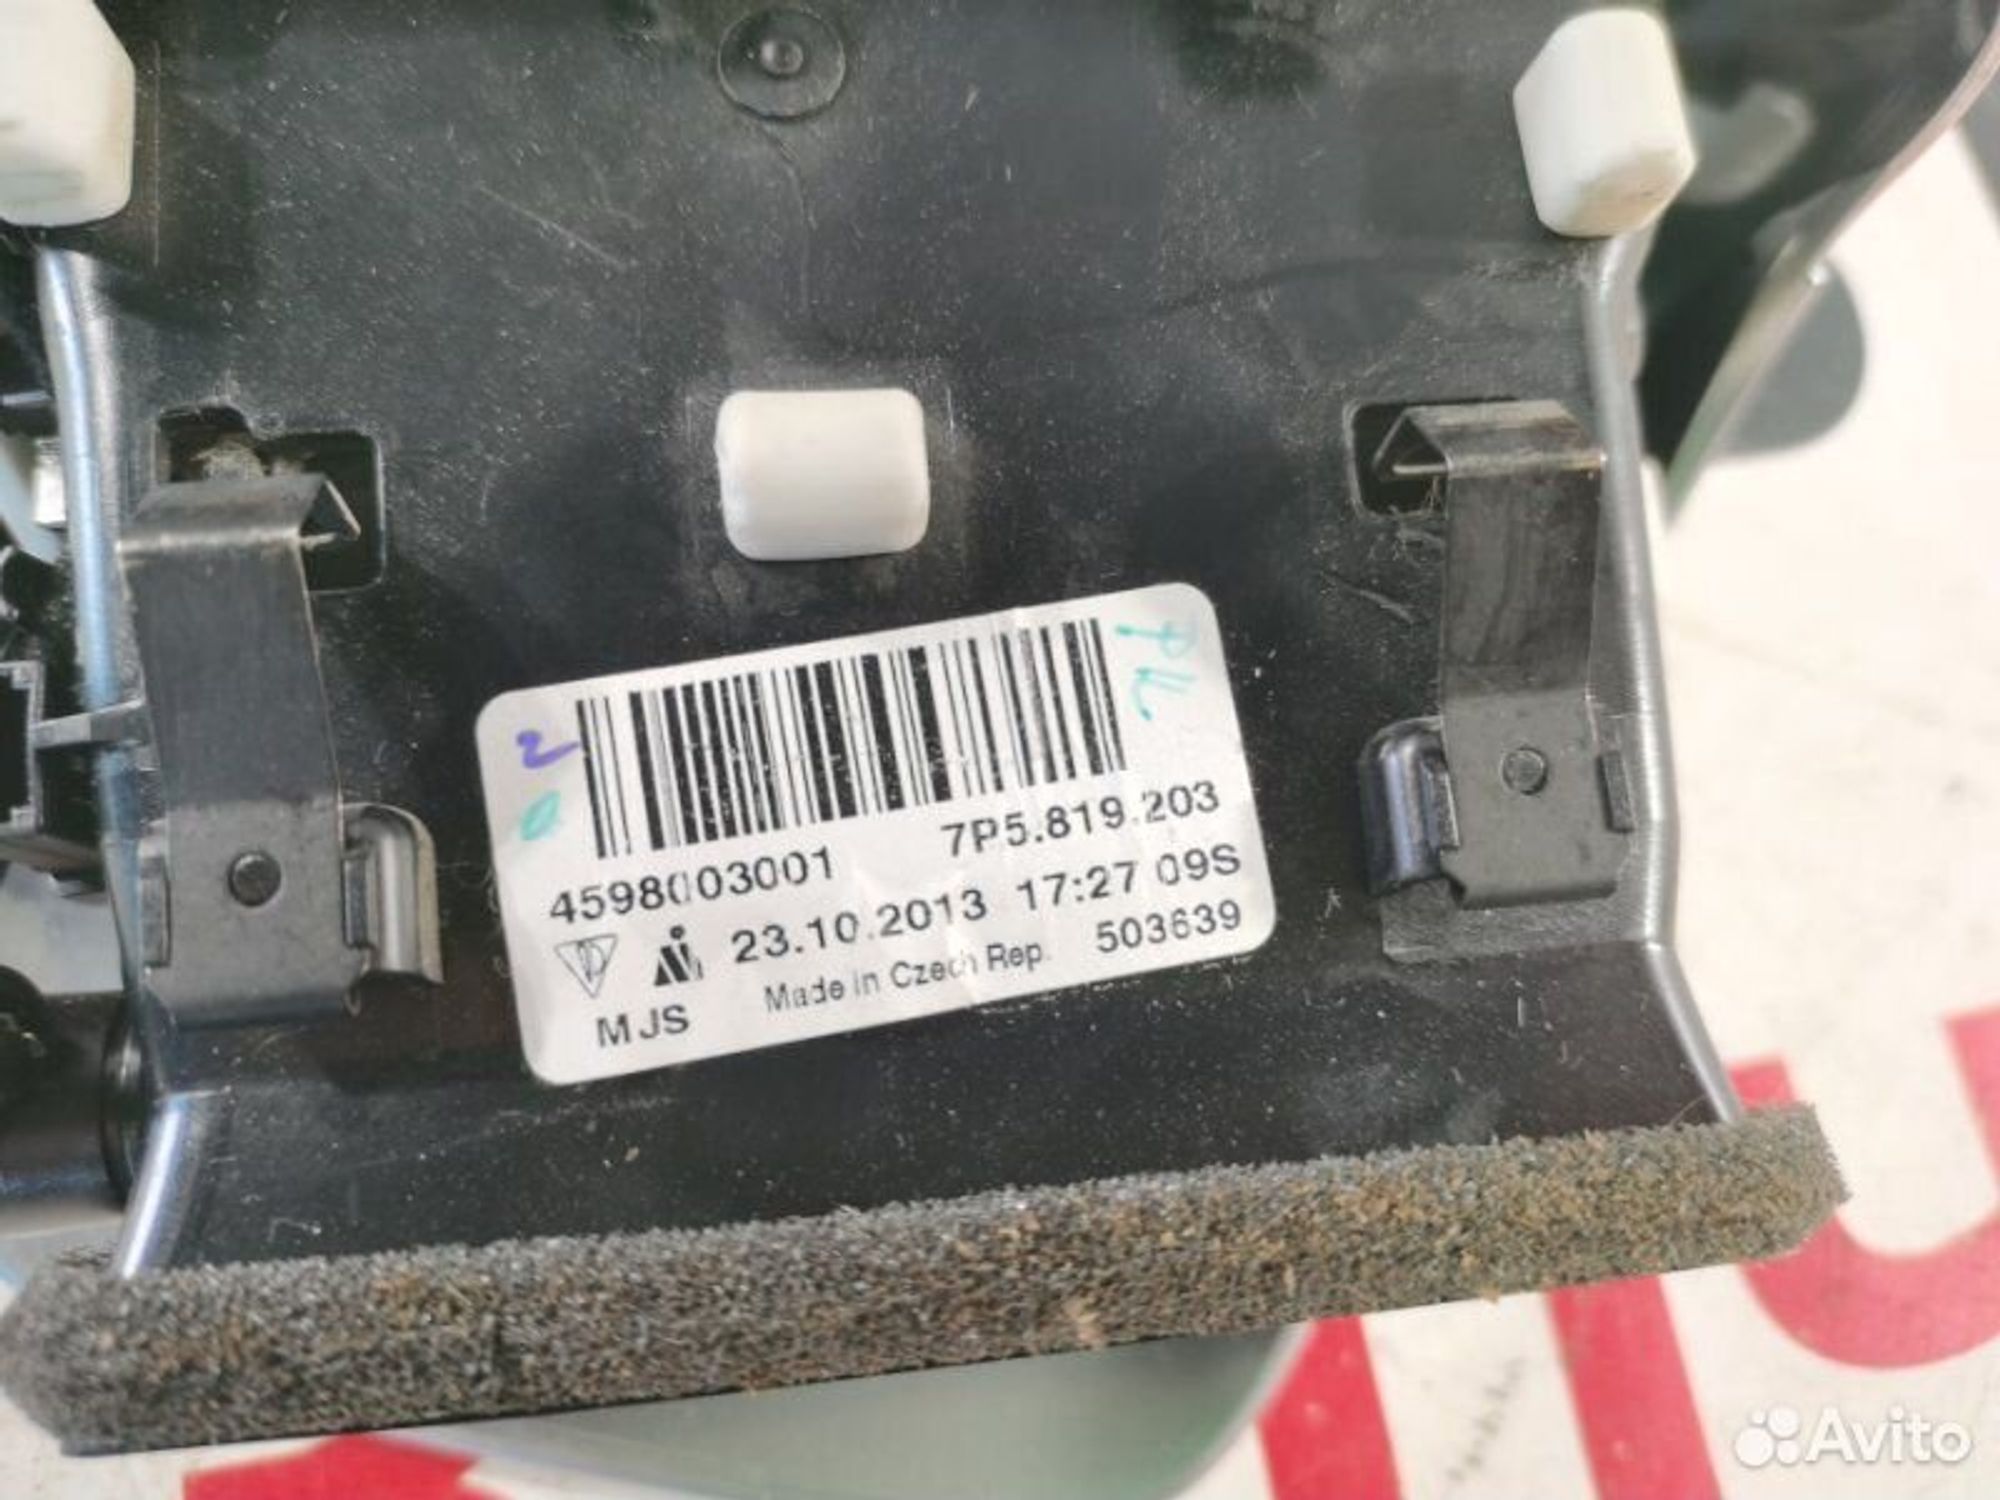 2
0
PK
4598003001 7P5.819.203
23.10.2013 17:27 09S
MJS Made in Czech Rep. 503639
Avito